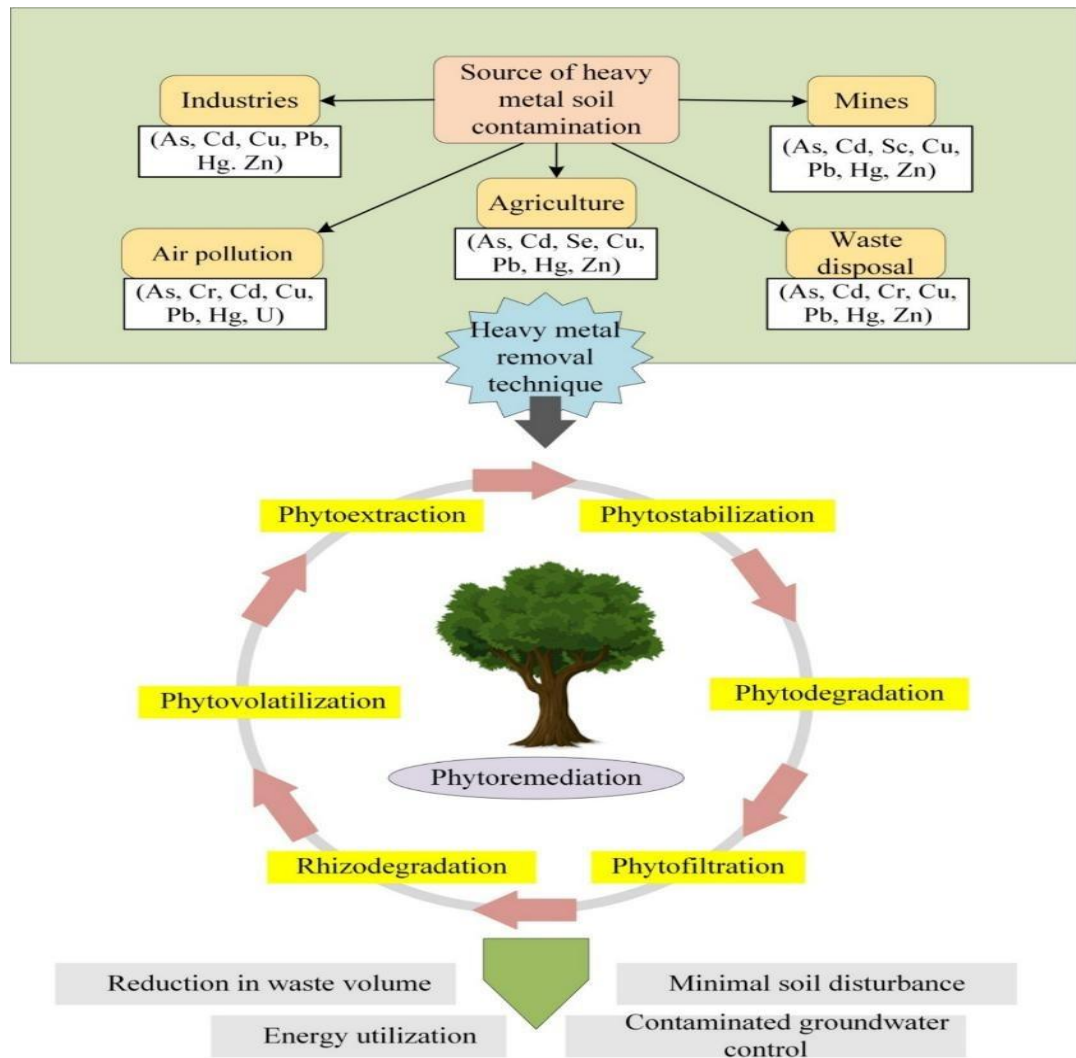 Source of heavy
metal soil
contamination
Industries
(As, Cd, Cu, Pb,
Hg. Zn)
Mines
(As, Cd, Sc, Cu,
Pb, Hg, Zn)
Agriculture
(As, Cd, Se, Cu,
Pb, Hg, Zn)
Air pollution
(As, Cr, Cd, Cu,
Pb, Hg, U)
Waste
disposal
(As, Cd, Cr, Cu,
Pb, Hg, Zn)
Heavy metal
removal
technique
Phytoextraction
Phytostabilization
Phytovolatilization
Phytodegradation
Phytoremediation
Rhizodegradation
Phytofiltration
Reduction in waste volume
Minimal soil disturbance
Energy utilization
Contaminated groundwater
control